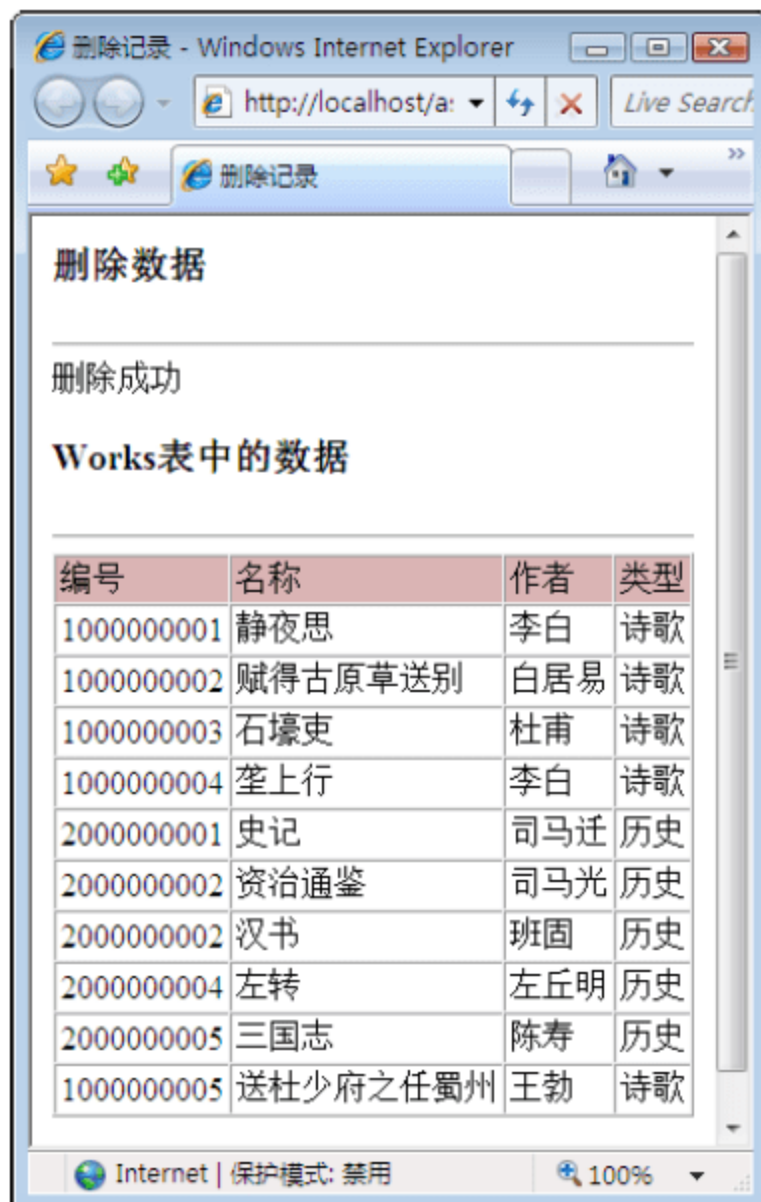 删除记录 - Windows Internet Explorer
http://localhost/a: Live Search
删除记录
删除数据
删除成功
Works表中的数据
编号 名称 作者 类型
1000000001 静夜思 李白 诗歌
1000000002 赋得古原草送别 白居易 诗歌
1000000003 石壕吏 杜甫 诗歌
1000000004 垄上行 李白 诗歌
2000000001 史记 司马迁 历史
2000000002 资治通鉴 司马光 历史
2000000002 汉书 班固 历史
2000000004 左转 左丘明 历史
2000000005 三国志 陈寿 历史
1000000005 送杜少府之任蜀州 王勃 诗歌
Internet | 保护模式: 禁用 100%